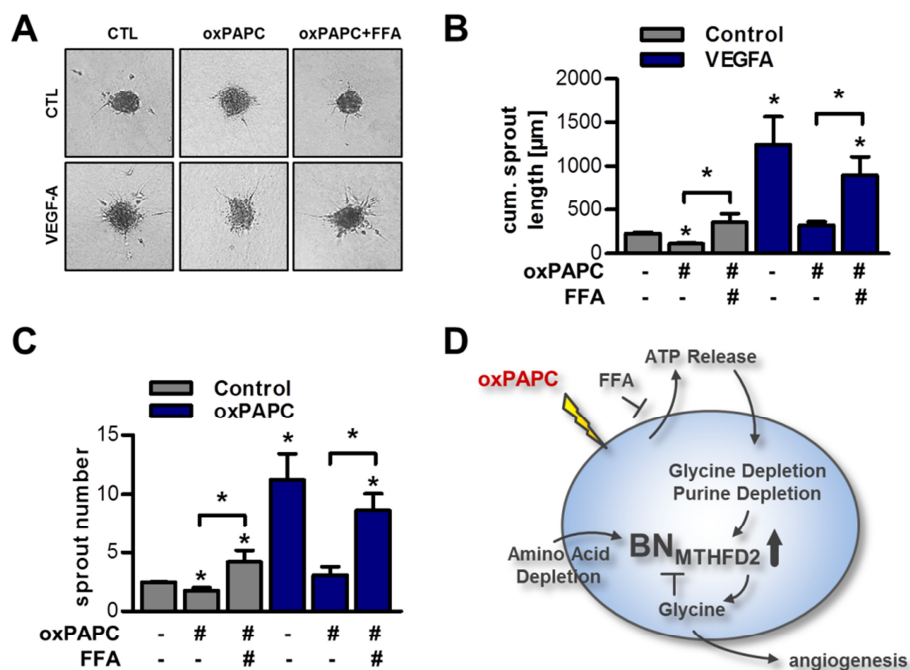 A
CTL oxPAPC oxPAPC+FFA
CTL
VEGF-A
B
Control
VEGFA
cum. sprout
length [µm]
2000
1500
1000
500
0
* * * * * *
oxPAPC - # # - # #
FFA - - # - - #
C
Control
oxPAPC
sprout number
15
10
5
0
* * * * * *
oxPAPC - # # - # #
FFA - - # - - #
D
ATP Release
oxPAPC
FFA
Glycine Depletion
Purine Depletion
BN MTHFD2
Amino Acid
Depletion
Glycine
angiogenesis